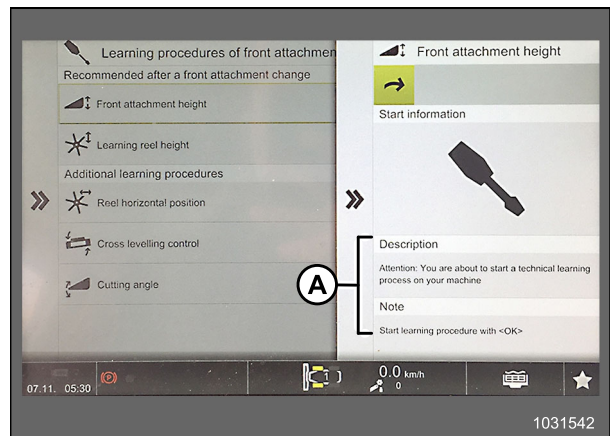 Learning procedures of front attachmen
Recommended after a front attachment change
Front attachment height
Learning reel height
Additional learning procedures
Reel horizontal position
Cross levelling control
Cutting angle
Front attachment height
Start information
Description
Attention: You are about to start a technical learning
process on your machine
Note
Start learning procedure with <OK>
A
07.11. 05:30
(P)
1
0.0 km/h
0
1031542